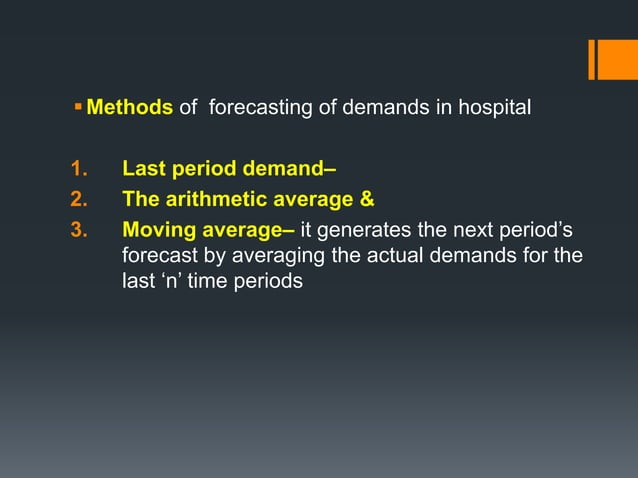 ▪ Methods of forecasting of demands in hospital
1. Last period demand–
2. The arithmetic average &
3. Moving average– it generates the next period’s
forecast by averaging the actual demands for the
last ‘n’ time periods